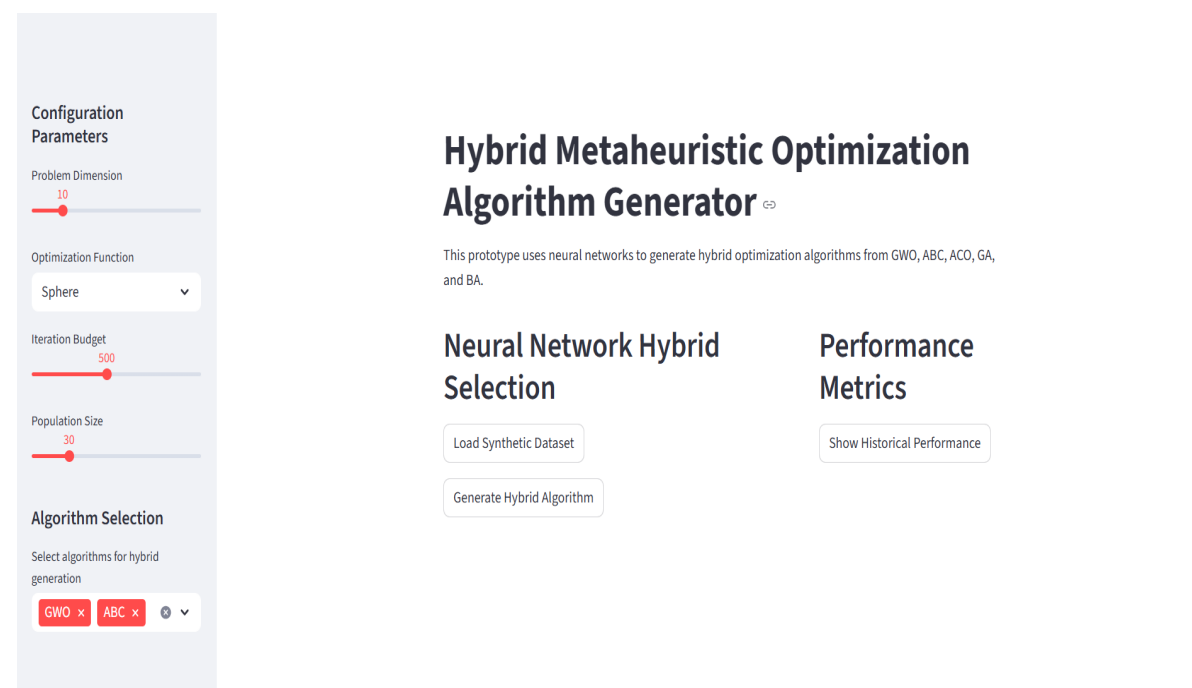 Configuration
Parameters
Problem Dimension
10
Optimization Function
Sphere
Iteration Budget
500
Population Size
30
Algorithm Selection
Select algorithms for hybrid
generation
GWO × ABC ×
Hybrid Metaheuristic Optimization
Algorithm Generator
This prototype uses neural networks to generate hybrid optimization algorithms from GWO, ABC, ACO, GA,
and BA.
Neural Network Hybrid
Selection
Load Synthetic Dataset
Generate Hybrid Algorithm
Performance
Metrics
Show Historical Performance